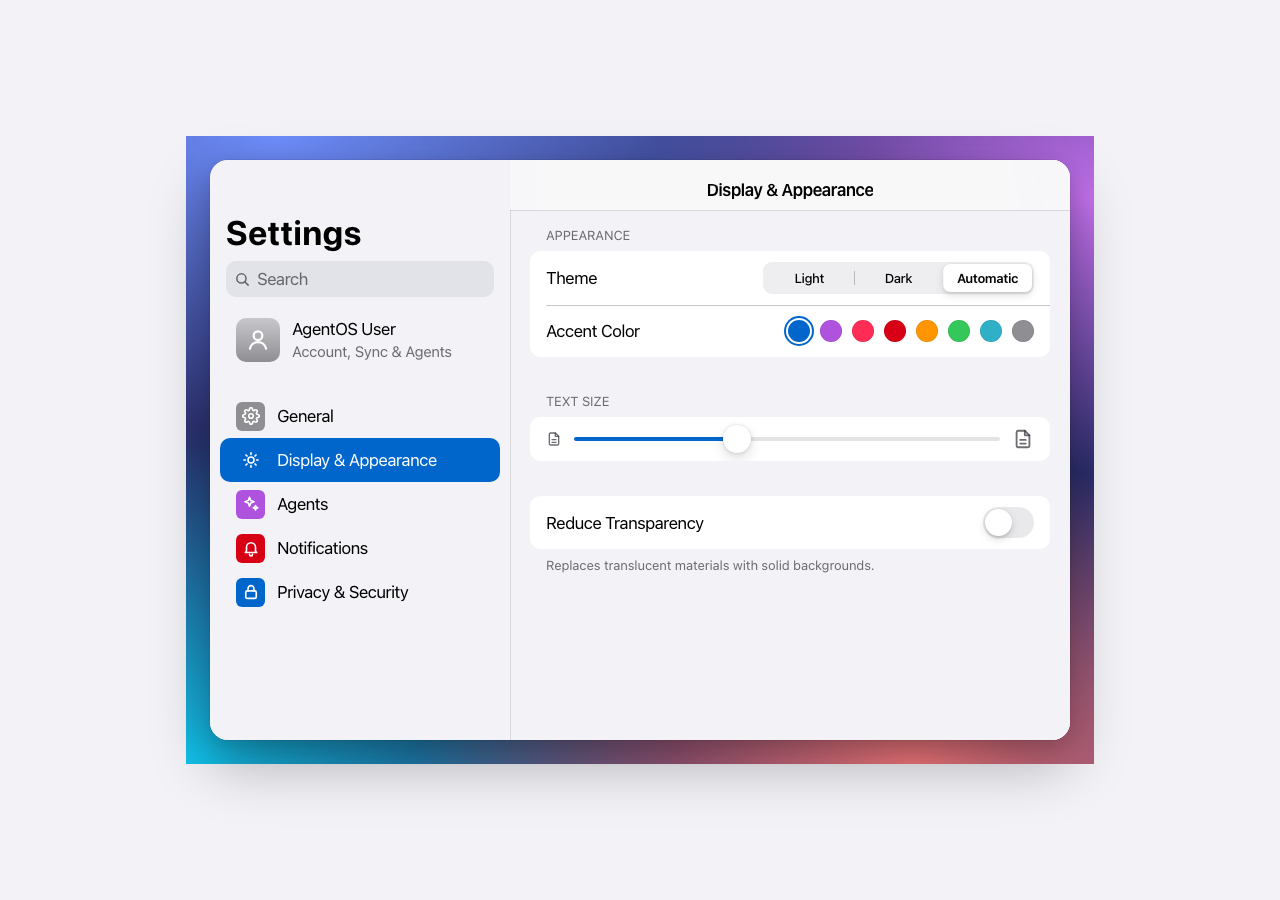 Display & Appearance
Settings
Search
AgentOS User
Account, Sync & Agents
General
Display & Appearance
Agents
Notifications
Privacy & Security
APPEARANCE
Theme
Light
Dark
Automatic
Accent Color
TEXT SIZE
Reduce Transparency
Replaces translucent materials with solid backgrounds.